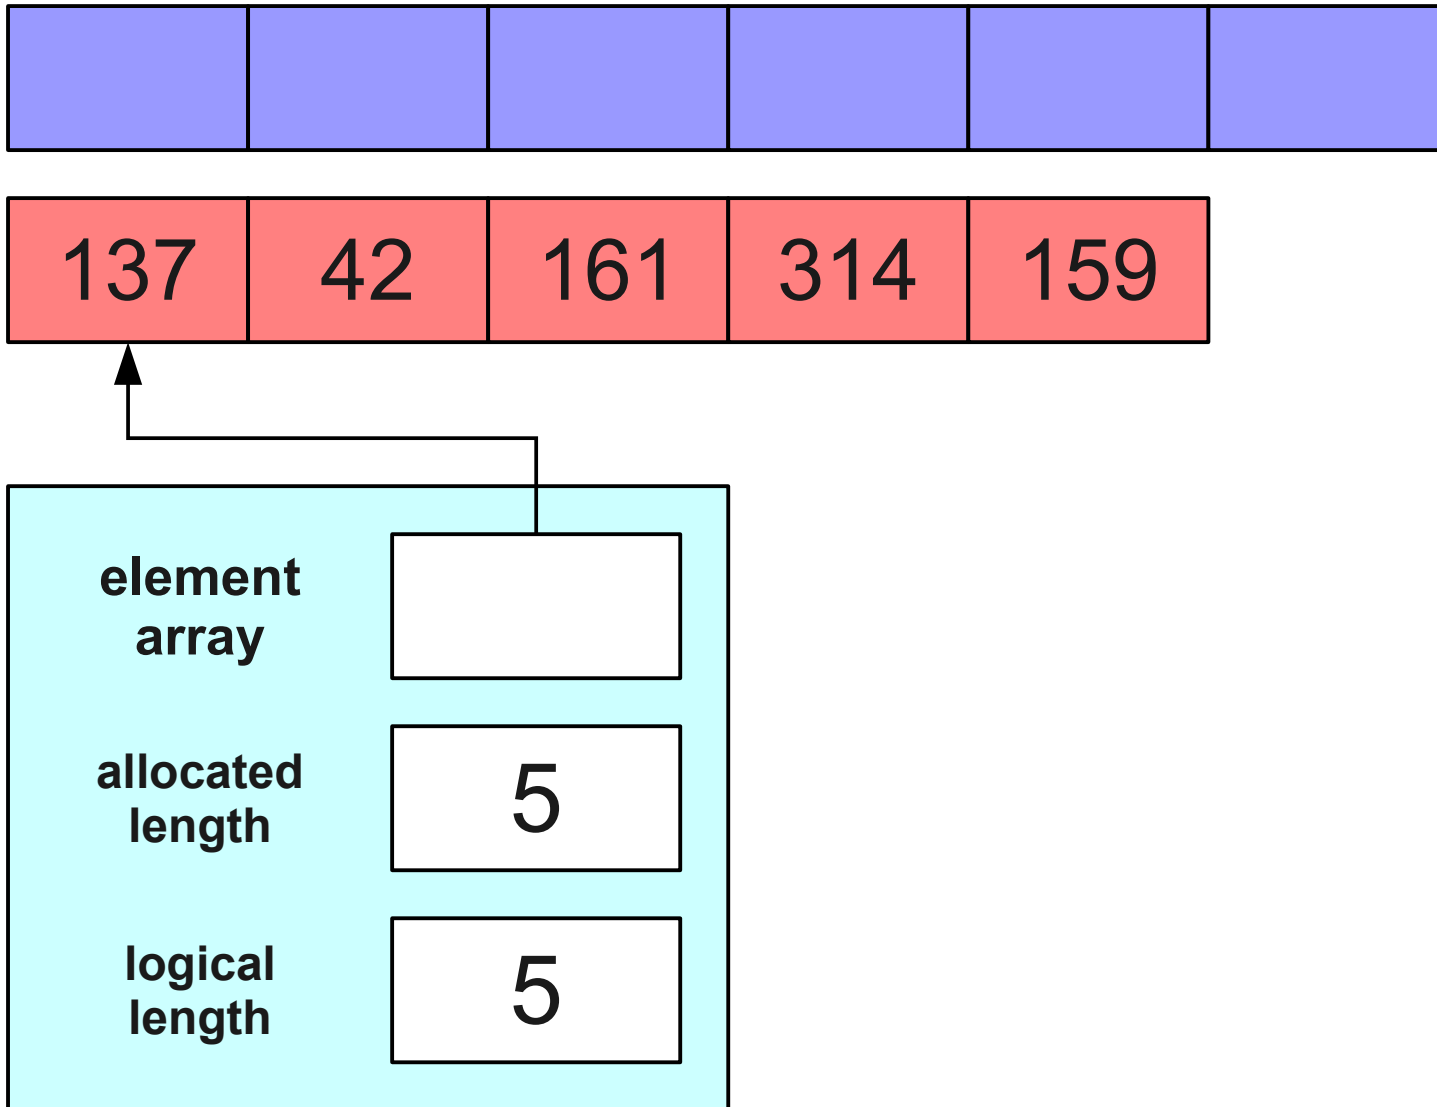 137 42 161 314 159
element
array
allocated
length
5
logical
length
5